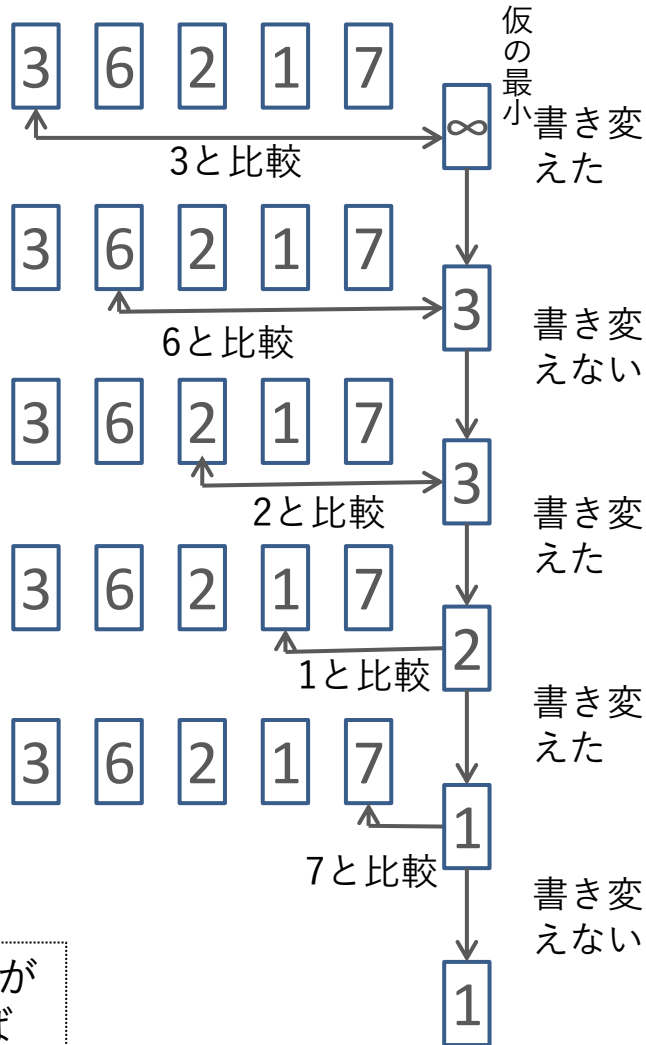 仮の最小
3 6 2 1 7
∞
書き変
えた
3と比較
3 6 2 1 7
3
6と比較
書き変
えない
3 6 2 1 7
3
2と比較
書き変
えた
3 6 2 1 7
2
1と比較
書き変
えた
3 6 2 1 7
1
7と比較
書き変
えない
が
ば
1